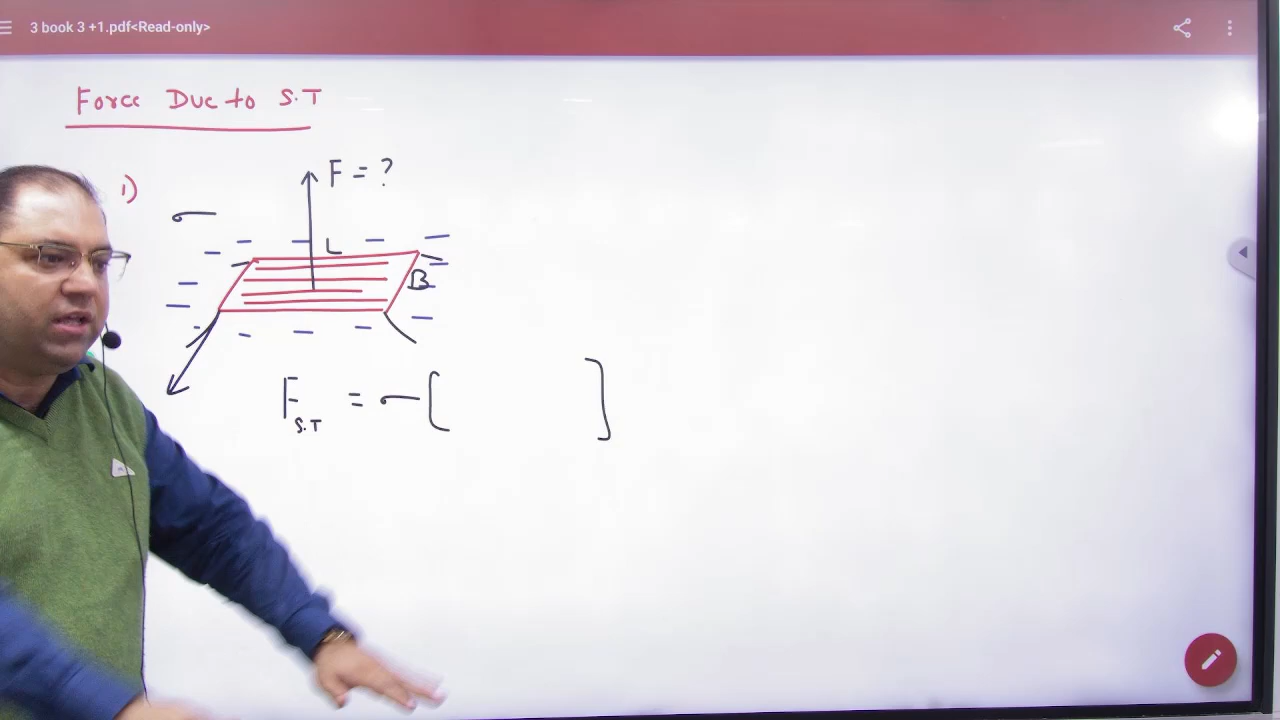 3 book 3 +1.pdf<Read-only>
Force Due to S.T
1)
F = ?
σ
L
B
F S.T = σ [ ]